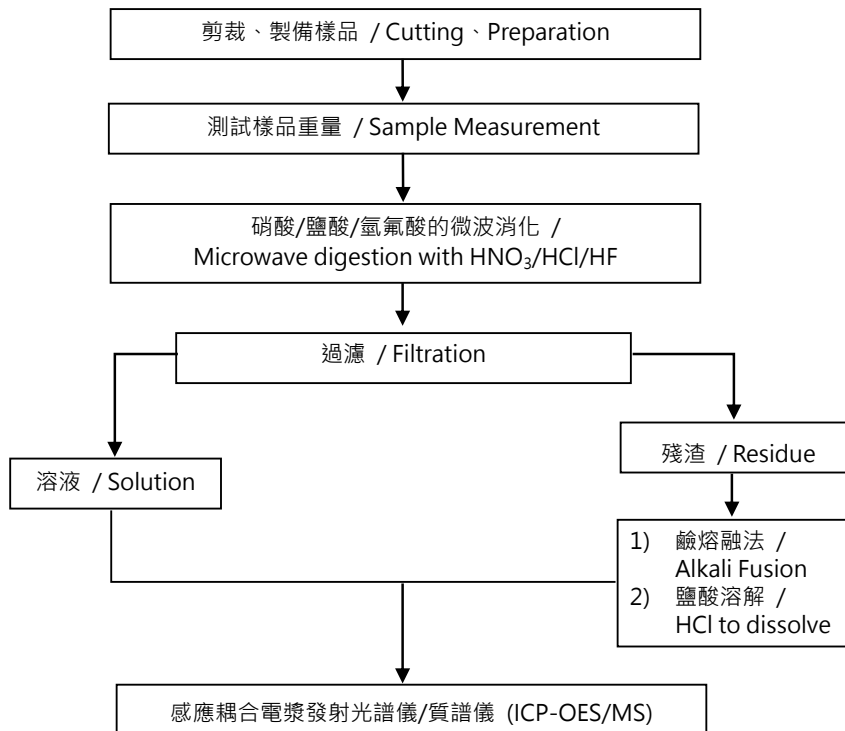 剪裁、製備樣品 / Cutting、Preparation
測試樣品重量 / Sample Measurement
硝酸/鹽酸/氫氟酸的微波消化 /
Microwave digestion with HNO₃/HCl/HF
過濾 / Filtration
溶液 / Solution
殘渣 / Residue
1) 鹼熔融法 /
Alkali Fusion
2) 鹽酸溶解 /
HCl to dissolve
感應耦合電漿發射光譜儀/質譜儀 (ICP-OES/MS)